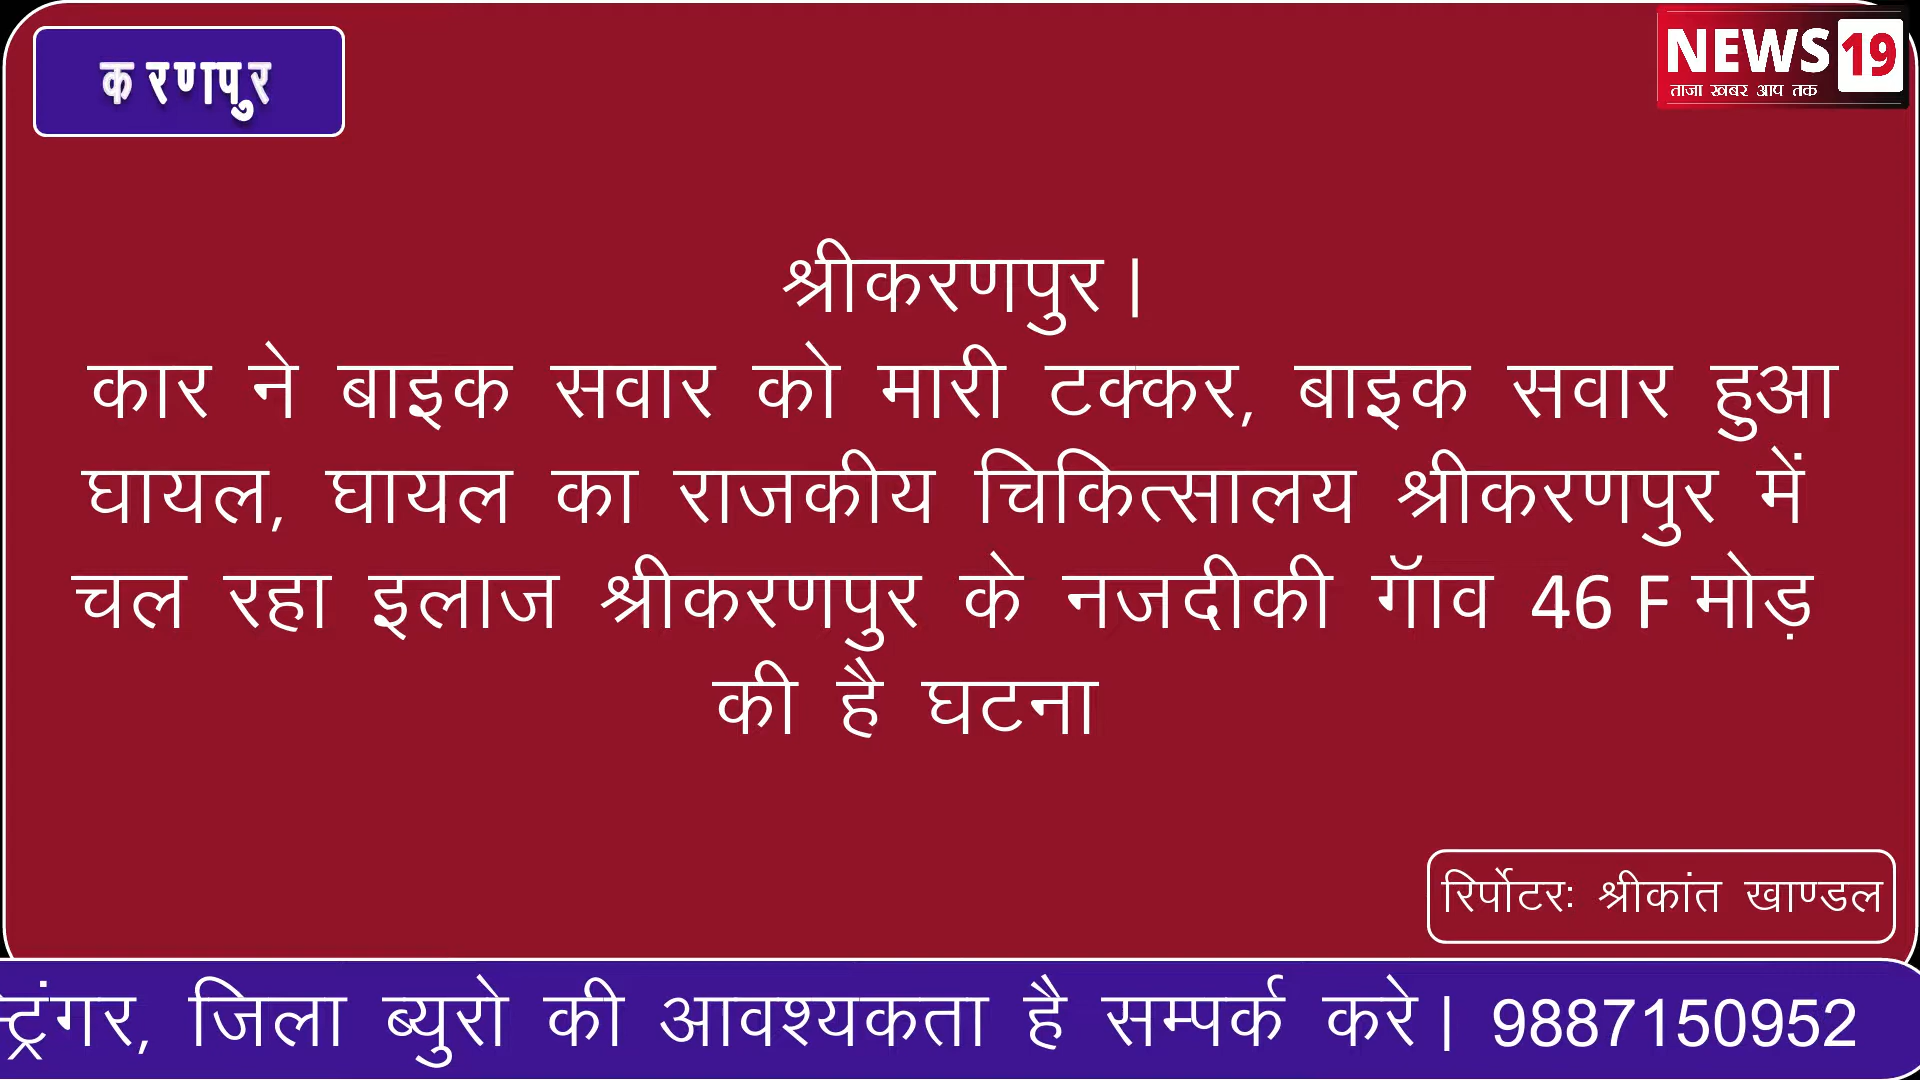 करणपुर
NEWS 19
ताजा खबर आप तक
श्रीकरणपुर।
कार ने बाइक सवार को मारी टक्कर, बाइक सवार हुआ
घायल, घायल का राजकीय चिकित्सालय श्रीकरणपुर में
चल रहा इलाज श्रीकरणपुर के नजदीकी गॅाव 46 F मोड़
की है घटना
रिर्पोटरः श्रीकांत खाण्डल
जिला ब्युरो की आवश्यकता है सम्पर्क करे। 9887150952